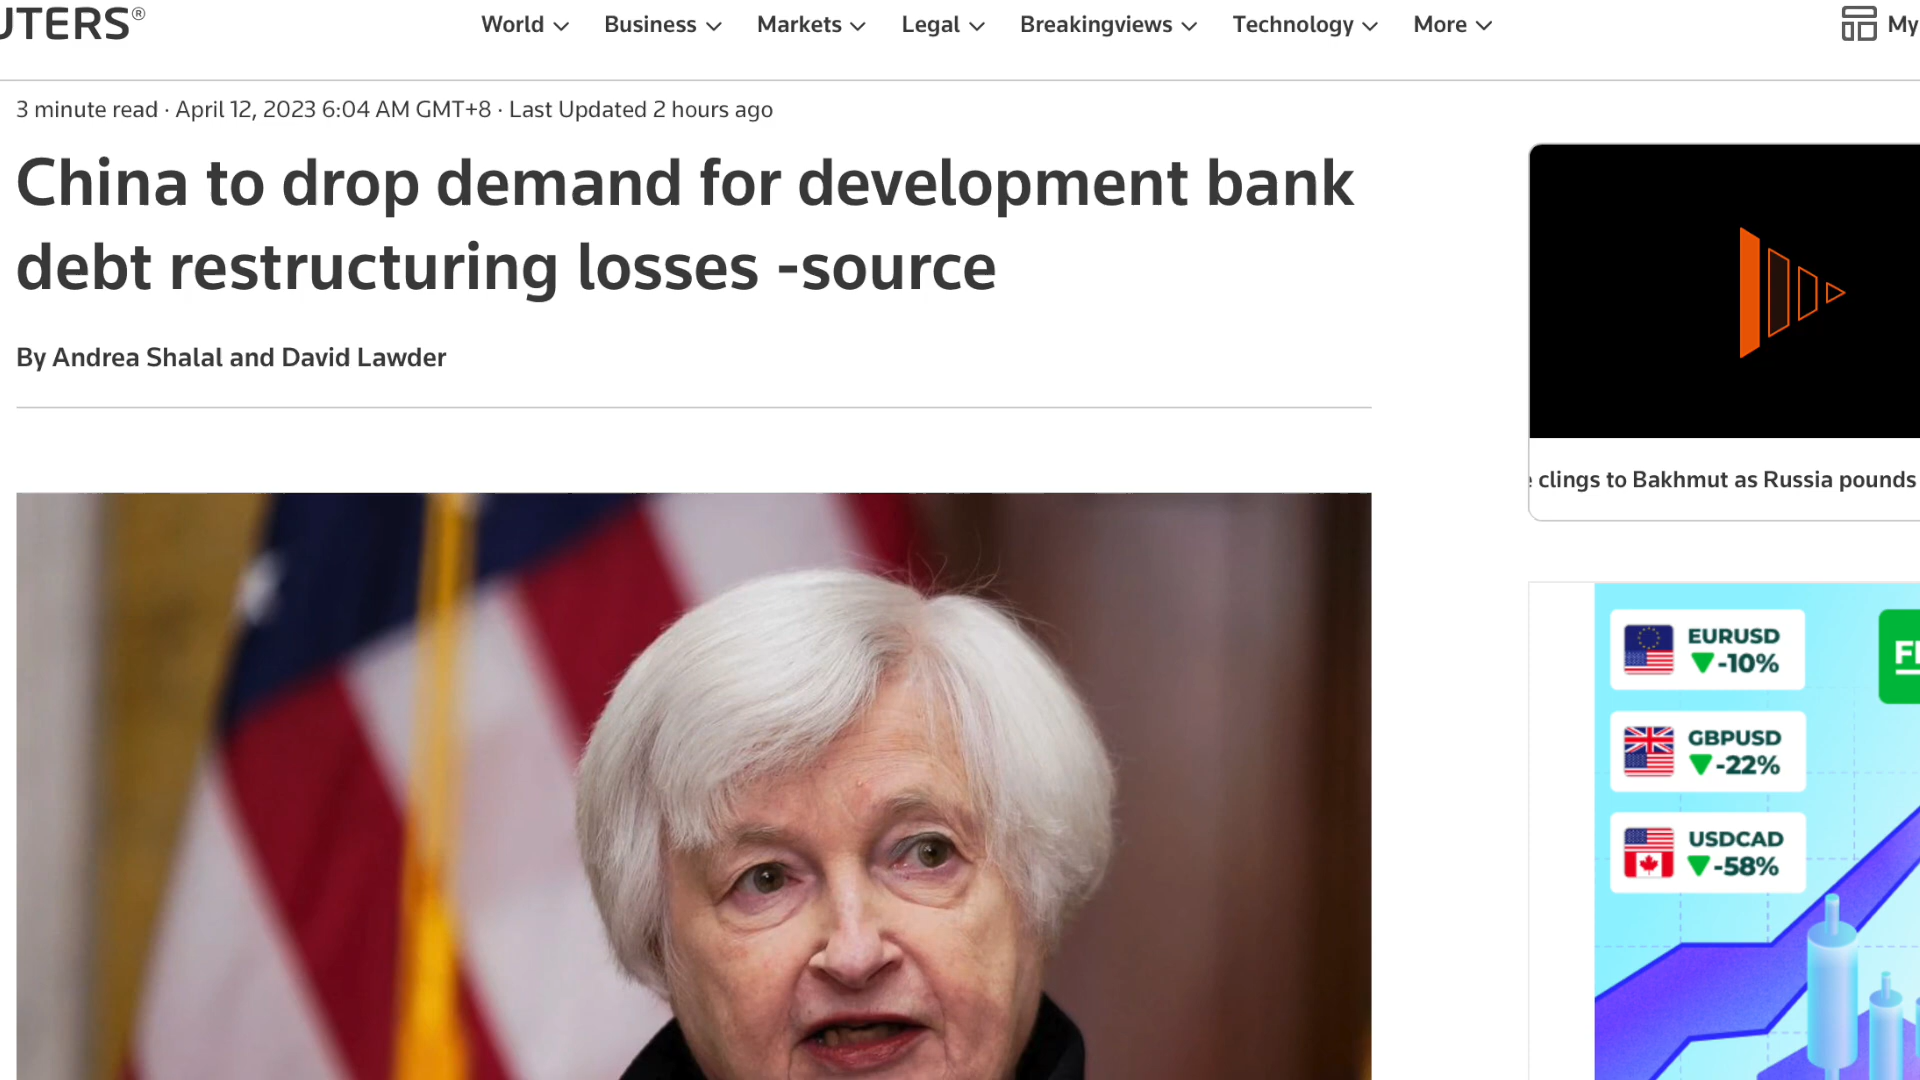 UTERS®
World
Business
Markets
Legal
Breakingviews
Technology
More
My
3 minute read · April 12, 2023 6:04 AM GMT+8 · Last Updated 2 hours ago
China to drop demand for development bank
debt restructuring losses -source
By Andrea Shalal and David Lawder
clings to Bakhmut as Russia pounds
EURUSD
▼-10%
GBPUSD
▼-22%
USDCAD
▼-58%